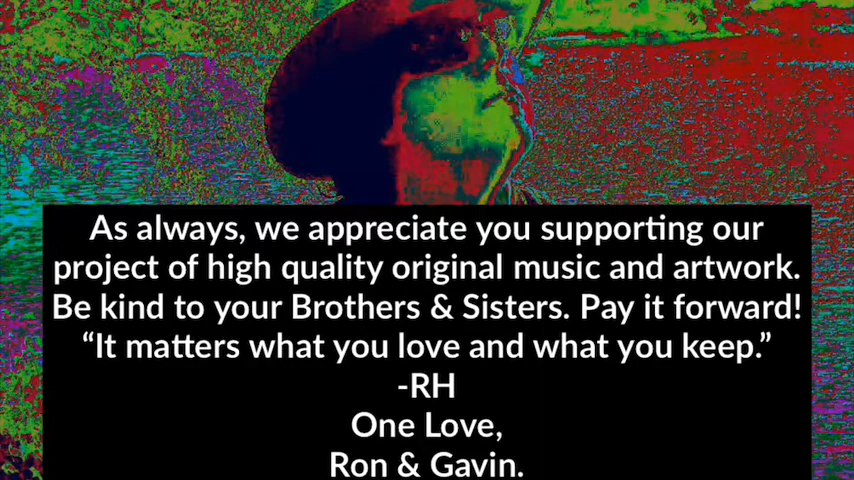 As always, we appreciate you supporting our
project of high quality original music and artwork.
Be kind to your Brothers & Sisters. Pay it forward!
“It matters what you love and what you keep.”
-RH
One Love,
Ron & Gavin.